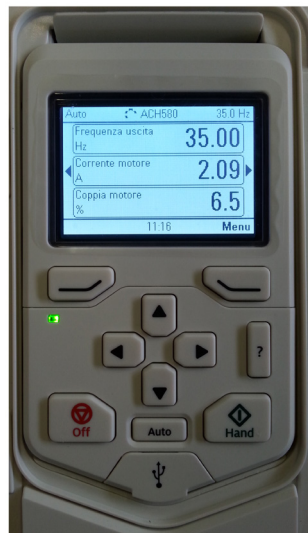 Auto ACH580 35.0 Hz
Frequenza uscita
Hz
35.00
Corrente motore
A
2.09
Coppia motore
%
6.5
11:16 Menu
?
Off
Auto
Hand